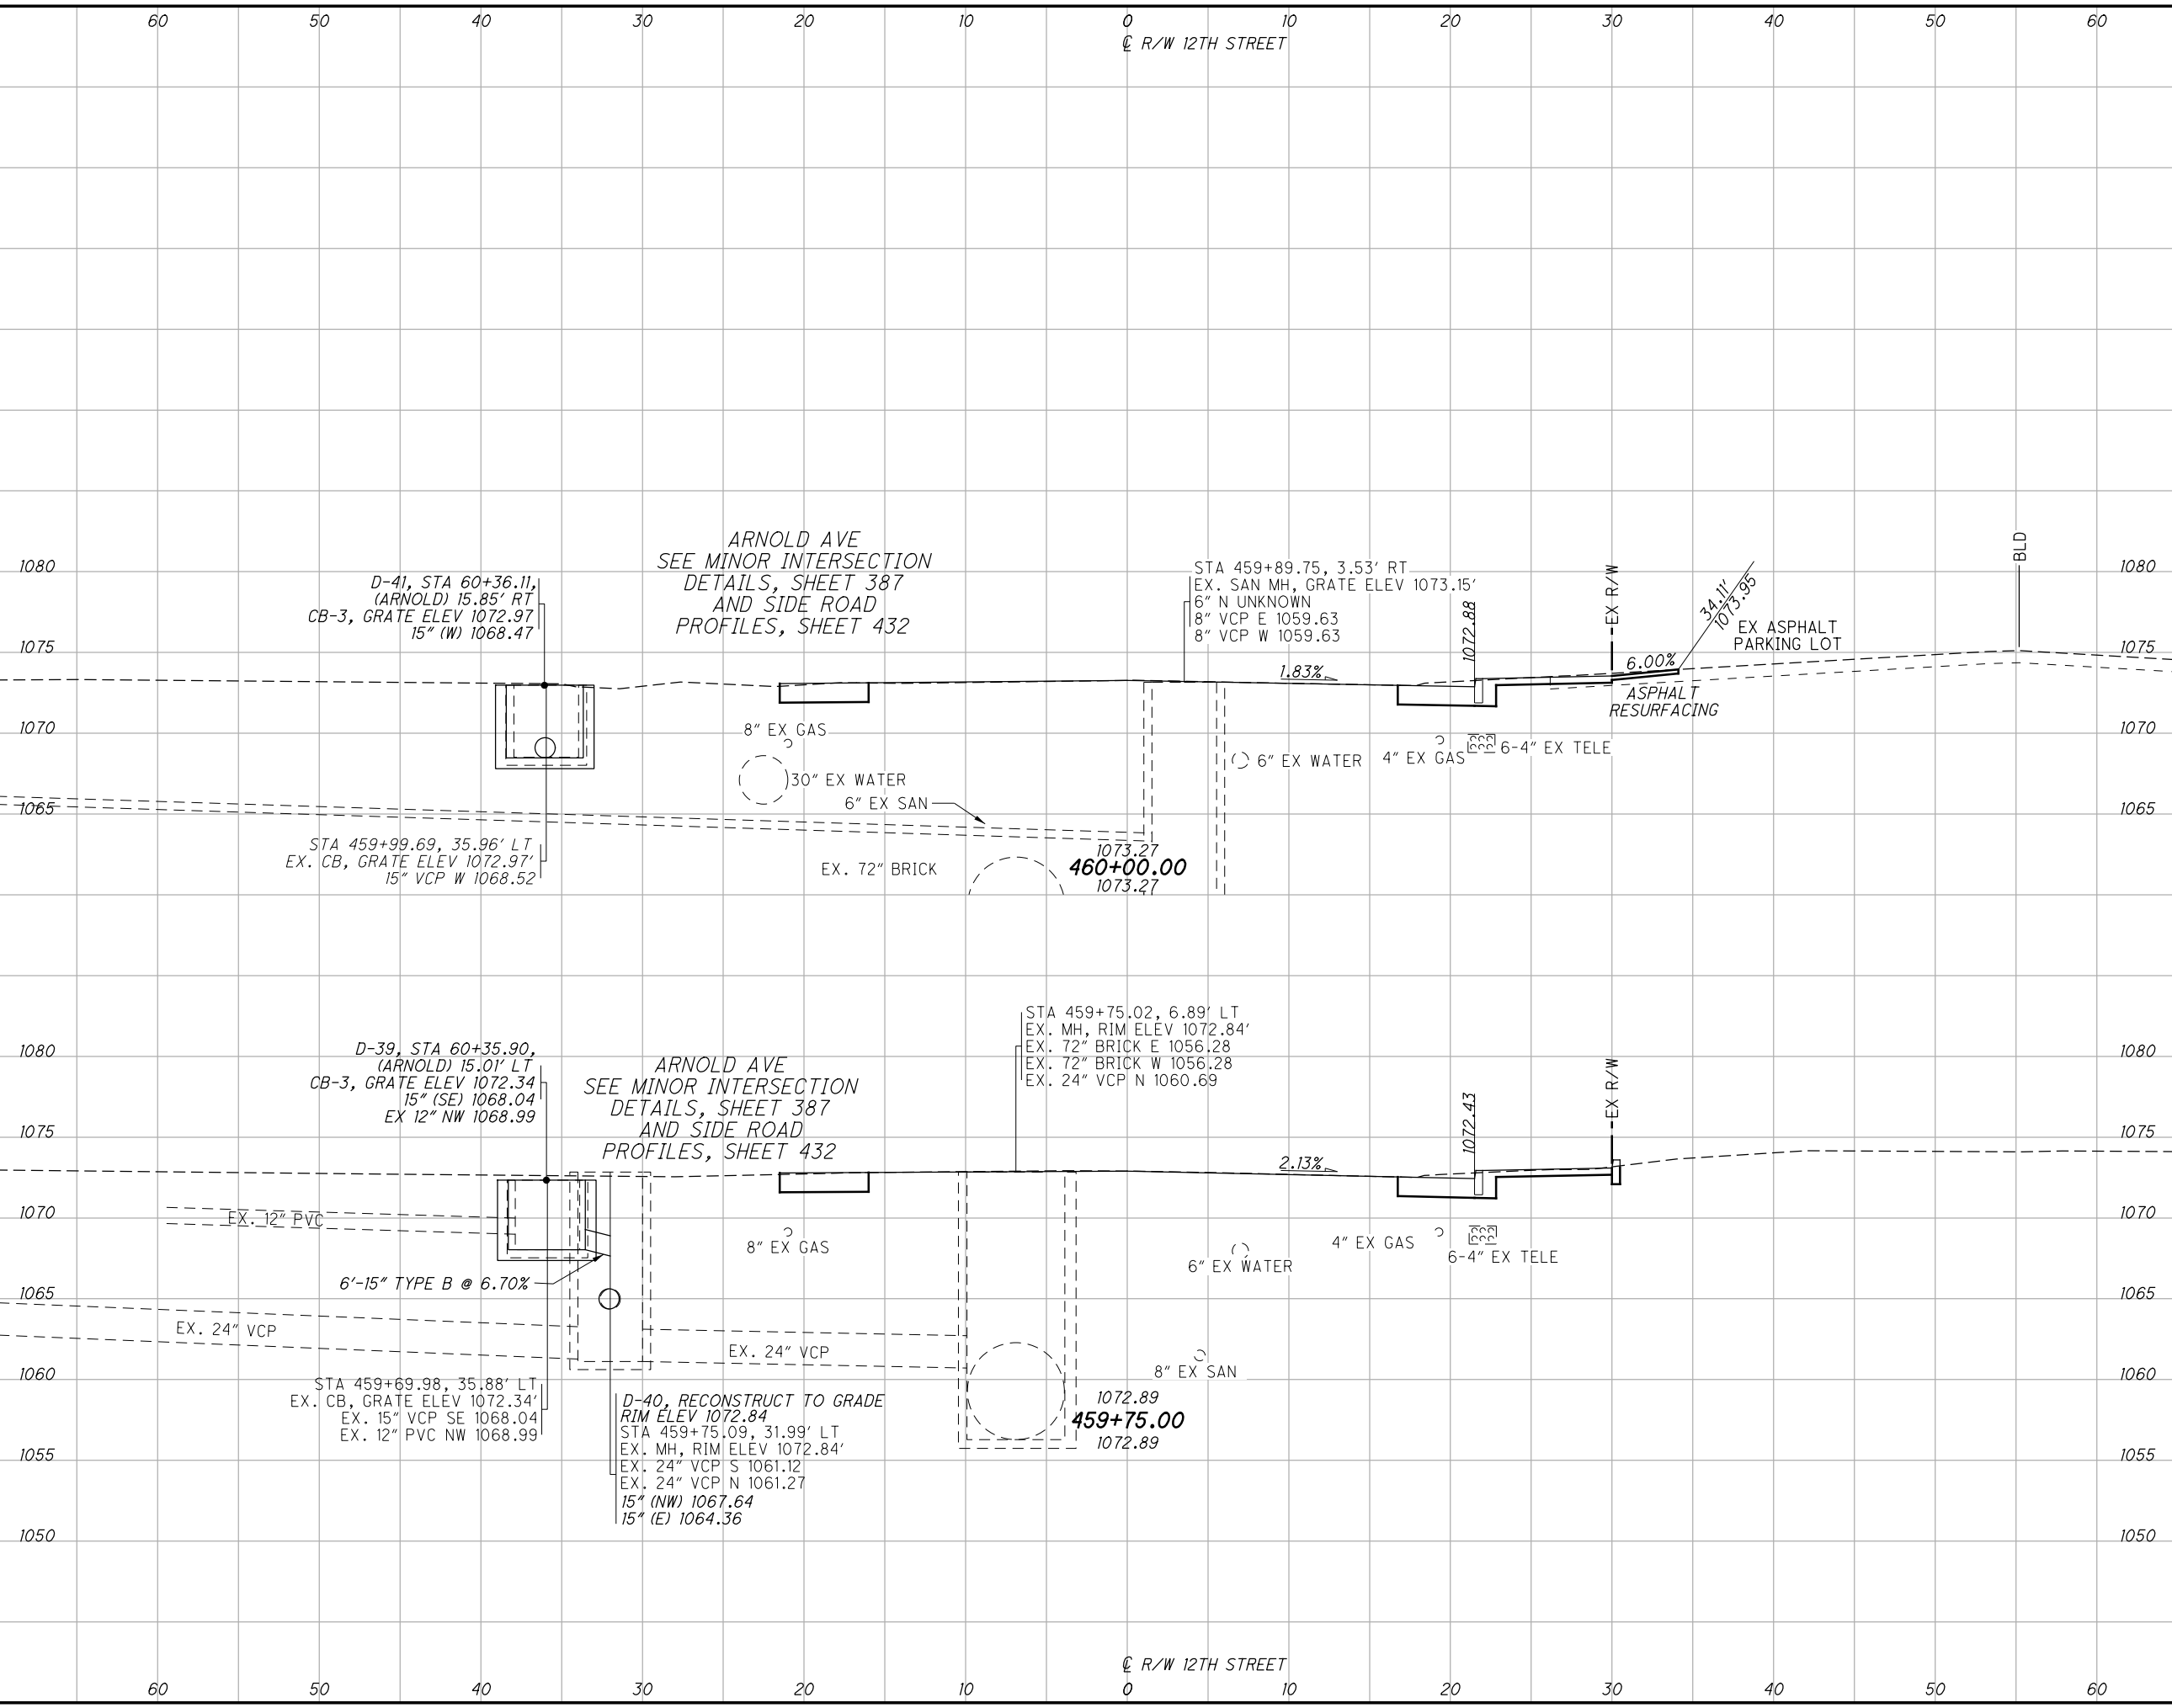 60 50 40 30 20 10 0 10 20 30 40 50 60
℄ R/W 12TH STREET
ARNOLD AVE
SEE MINOR INTERSECTION
DETAILS, SHEET 387
AND SIDE ROAD
PROFILES, SHEET 432
1080
1075
1070
1065
D-41, STA 60+36.11,
(ARNOLD) 15.85' RT
CB-3, GRATE ELEV 1072.97
15" (W) 1068.47
STA 459+89.75, 3.53' RT
EX. SAN MH, GRATE ELEV 1073.15'
6" N UNKNOWN
8" VCP E 1059.63
8" VCP W 1059.63
1.83%
1072.88
EX R/W
6.00%
34.11'
1073.95
EX ASPHALT
PARKING LOT
BLD
ASPHALT
RESURFACING
1080
1075
1070
1065
8" EX GAS
30" EX WATER
6" EX SAN
6" EX WATER
4" EX GAS
6-4" EX TELE
STA 459+99.69, 35.96' LT
EX. CB, GRATE ELEV 1072.97'
15" VCP W 1068.52
EX. 72" BRICK
1073.27
460+00.00
1073.27
STA 459+75.02, 6.89' LT
EX. MH, RIM ELEV 1072.84'
EX. 72" BRICK E 1056.28
EX. 72" BRICK W 1056.28
EX. 24" VCP N 1060.69
1080
1075
1070
1065
1060
1055
1050
D-39, STA 60+35.90,
(ARNOLD) 15.01' LT
CB-3, GRATE ELEV 1072.34
15" (SE) 1068.04
EX 12" NW 1068.99
ARNOLD AVE
SEE MINOR INTERSECTION
DETAILS, SHEET 387
AND SIDE ROAD
PROFILES, SHEET 432
2.13%
1072.43
EX R/W
1080
1075
1070
1065
1060
1055
1050
EX. 12" PVC
8" EX GAS
6" EX WATER
4" EX GAS
6-4" EX TELE
6'-15" TYPE B @ 6.70%
EX. 24" VCP
EX. 24" VCP
8" EX SAN
STA 459+69.98, 35.88' LT
EX. CB, GRATE ELEV 1072.34'
EX. 15" VCP SE 1068.04
EX. 12" PVC NW 1068.99
D-40, RECONSTRUCT TO GRADE
RIM ELEV 1072.84
STA 459+75.09, 31.99' LT
EX. MH, RIM ELEV 1072.84'
EX. 24" VCP S 1061.12
EX. 24" VCP N 1061.27
15" (NW) 1067.64
15" (E) 1064.36
1072.89
459+75.00
1072.89
℄ R/W 12TH STREET
60 50 40 30 20 10 0 10 20 30 40 50 60